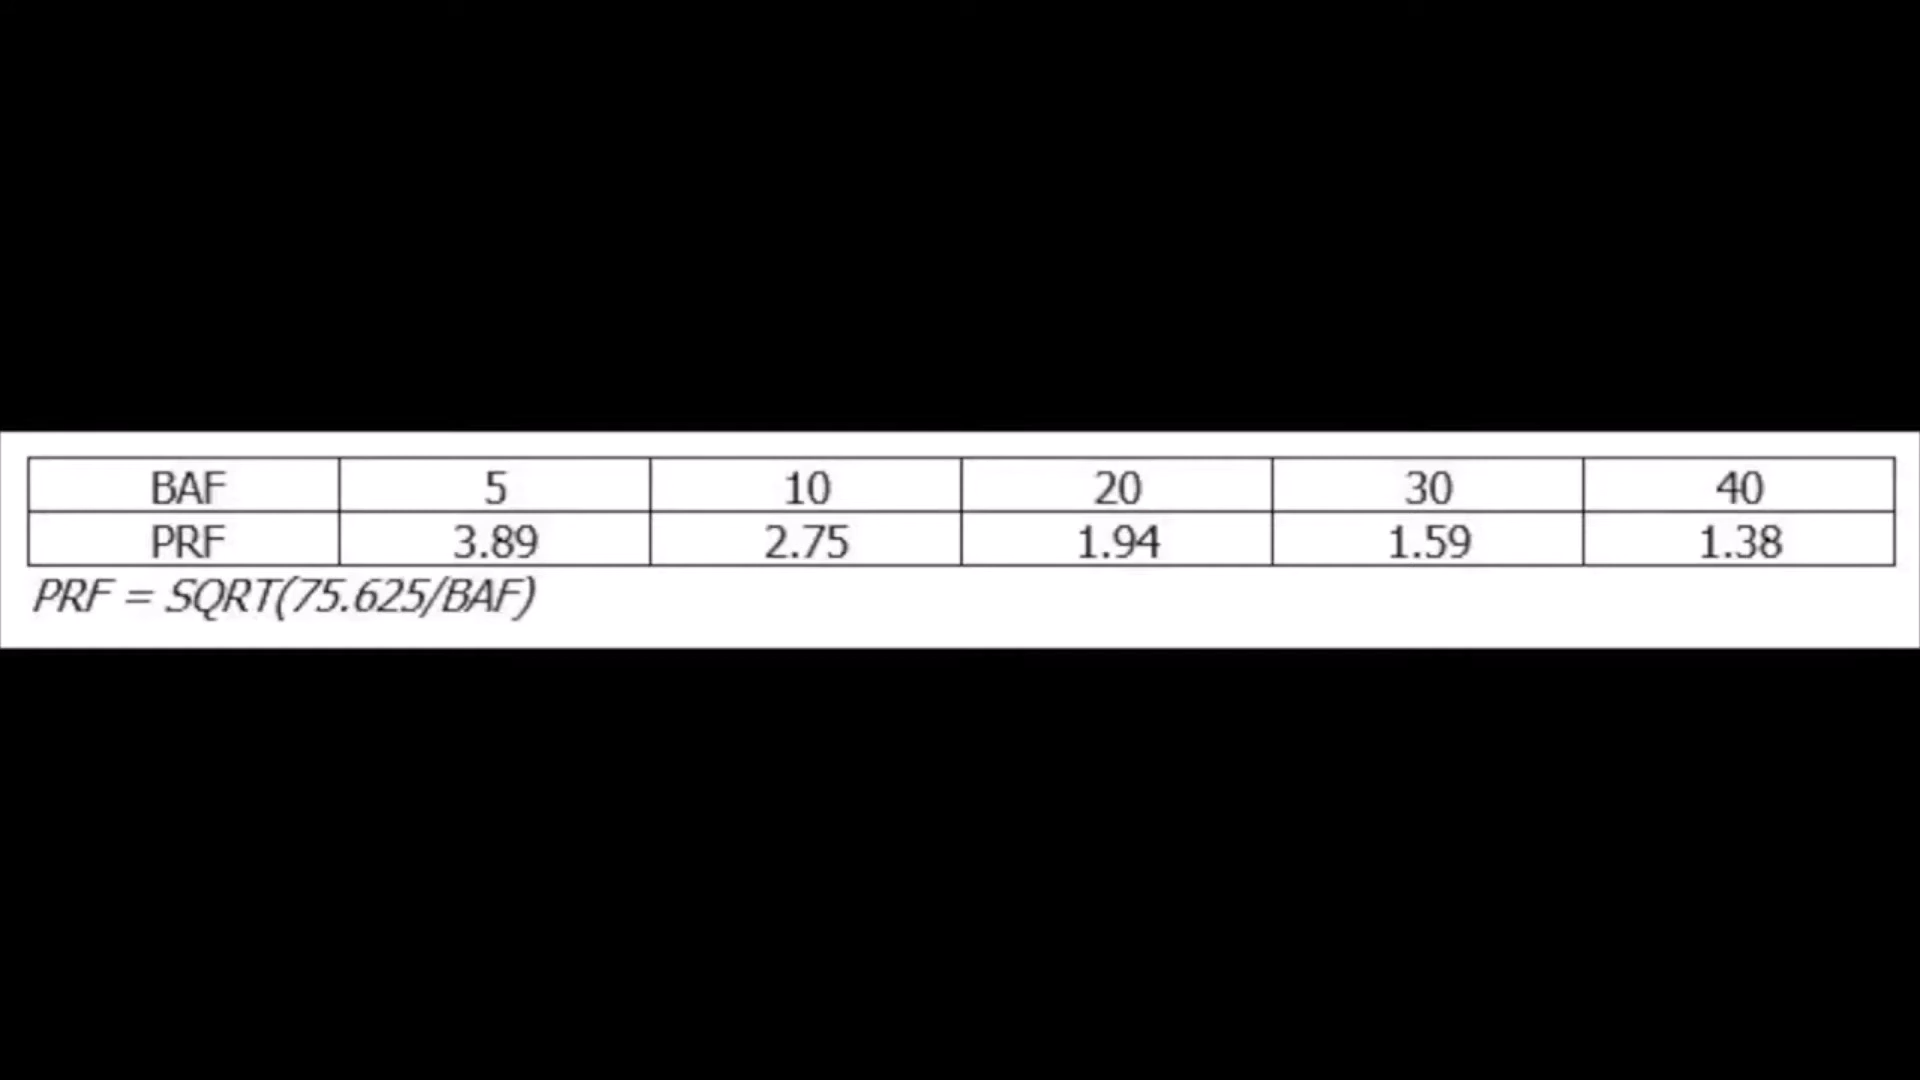 BAF 5 10 20 30 40
PRF 3.89 2.75 1.94 1.59 1.38
PRF = SQRT(75.625/BAF)